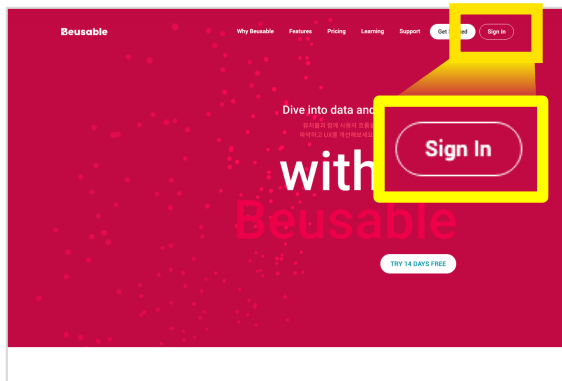 Beusable
Why Beusable Features Pricing Learning Support Get Sign In
Dive into data and
with
Sign In
Beusable
TRY 14 DAYS FREE